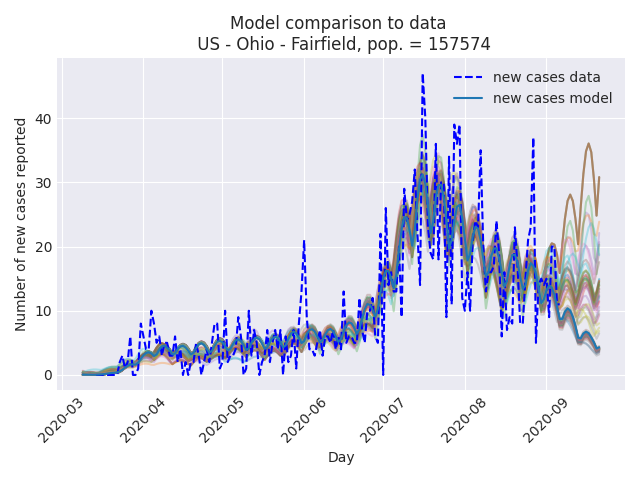 Model comparison to data
US - Ohio - Fairfield, pop. = 157574
new cases data
new cases model
Number of new cases reported
40
30
20
10
0
2020-03
2020-04
2020-05
2020-06
2020-07
2020-08
2020-09
Day